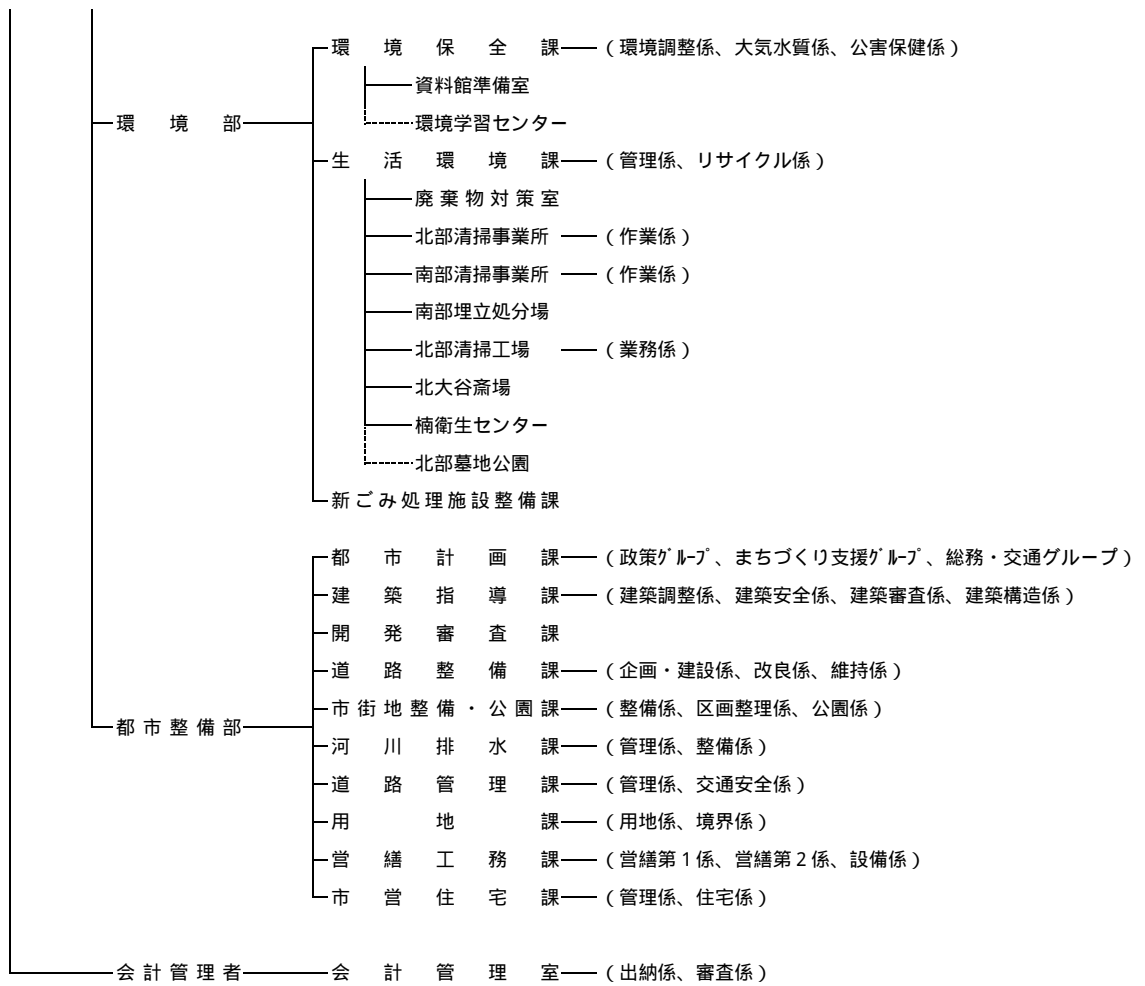 環境保全課 (環境調整係、大気水質係、公害保健係)
資料館準備室
環境部
環境学習センター
生活環境課 (管理係、リサイクル係)
廃棄物対策室
北部清掃事業所 (作業係)
南部清掃事業所 (作業係)
南部埋立処分場
北部清掃工場 (業務係)
北大谷斎場
楠衛生センター
北部墓地公園
新ごみ処理施設整備課
都市計画課 (政策グループ、まちづくり支援グループ、総務・交通グループ)
建築指導課 (建築調整係、建築安全係、建築審査係、建築構造係)
開発審査課
道路整備課 (企画・建設係、改良係、維持係)
市街地整備・公園課 (整備係、区画整理係、公園係)
都市整備部
河川排水課 (管理係、整備係)
道路管理課 (管理係、交通安全係)
用地課 (用地係、境界係)
営繕工務課 (営繕第1係、営繕第2係、設備係)
市営住宅課 (管理係、住宅係)
会計管理者 会計管理室 (出納係、審査係)